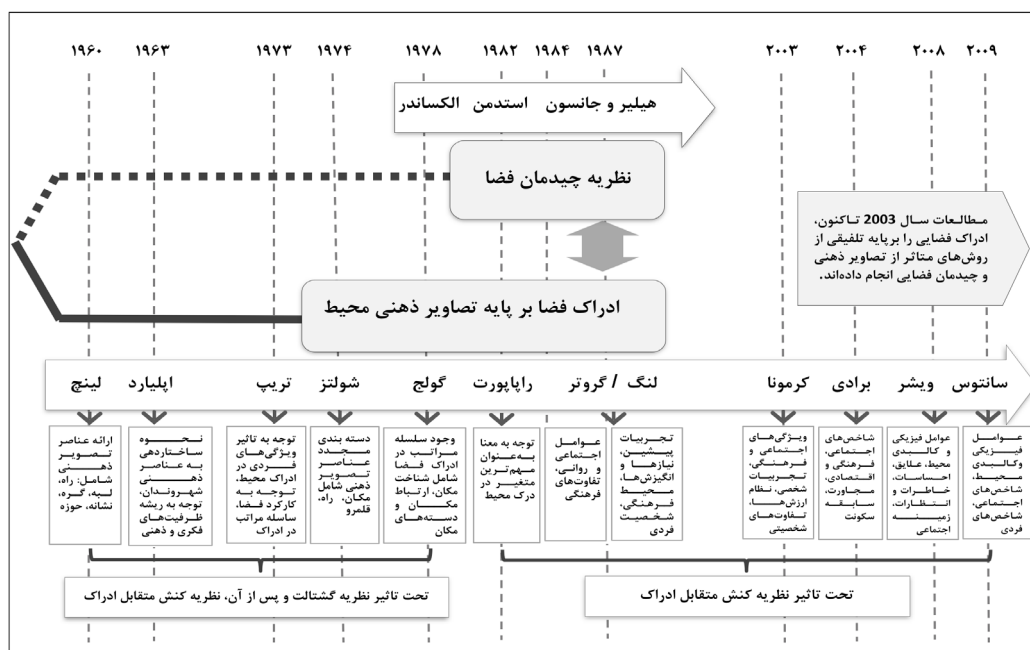 ۱۹۶۰ ۱۹۶۳ ۱۹۷۳ ۱۹۷۴ ۱۹۷۸ ۱۹۸۲ ۱۹۸۴ ۱۹۸۷ ۲۰۰۳ ۲۰۰۴ ۲۰۰۸ ۲۰۰۹
هیلیر و جانسون استدمن الکساندر
نظریه چیدمان فضا
مطالعات سال 2003 تاکنون،
ادراک فضایی را برپایه تلفیقی از
روش‌های متاثر از تصاویر ذهنی
و چیدمان فضایی انجام داده‌اند.
ادراک فضا بر پایه تصاویر ذهنی محیط
لینچ اپلیارد تریپ شولتز گولج راپاپورت لنگ / گروتر کرمونا برادی ویشر سانتوس
ارائه عناصر
تصویر
ذهنی
شامل: راه،
لبه، گره،
نشانه، حوزه
نحوه
ساختاردهی
به عناصر
ذهنی
شهروندان،
توجه به ریشه
فکری و ذهنی
توجه به تاثیر
ویژگی‌های
فردی در
ادراک محیط،
توجه به
کارکرد فضا،
ساسله مراتب
در ادراک
دسته بندی
مجدد
عناصر
تصویر
ذهنی شامل
مکان، راه،
قلمرو
وجود سلسله
مراتب در
ادراک فضا
شامل شناخت
مکان، ارتباط
مکان و
دسته‌های
مکان
توجه به معنا
به‌عنوان
مهم‌ترین
متغیر در
درک محیط
عوامل
اجتماعی
و روانی،
تفاوت‌های
فرهنگی
تجربیات
پیشین،
نیازها و
انگیزش‌ها،
محیط
فرهنگی،
شخصیت
فردی
ویژگی‌های
اجتماعی و
فرهنگی،
تجربیات
شخصی، نظام
ارزش‌ها،
تفاوت‌های
شخصیتی
شاخص‌های
اجتماعی،
فرهنگی و
اقتصادی،
مجاورت،
سابقه
سکونت
عوامل فیزیکی
و کالبدی
محیط، علایق،
احساسات،
خاطرات و
انتظارات،
زمینه
اجتماعی
عوامل
فیزیکی
وکالبدی
محیط،
شاخص‌های
اجتماعی،
شاخص‌های
فردی
تحت تاثیر نظریه گشتالت و پس از آن، نظریه کنش متقابل ادراک
تحت تاثیر نظریه کنش متقابل ادراک